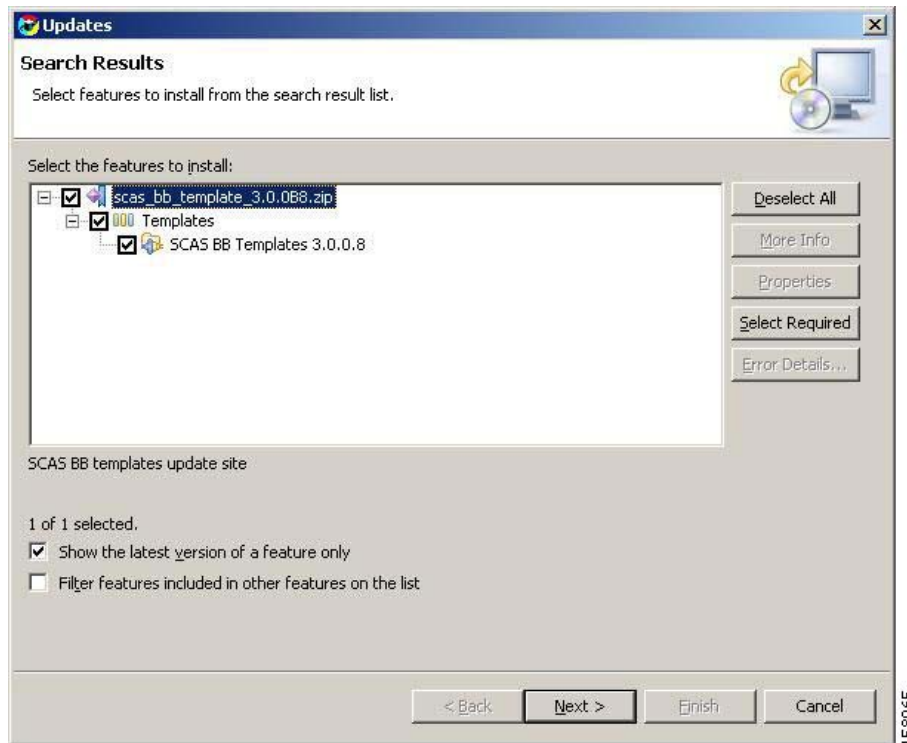 Updates
Search Results
Select features to install from the search result list.
Select the features to install:
scas_bb_template_3.0.0B8.zip
Templates
SCAS BB Templates 3.0.0.8
Deselect All
More Info
Properties
Select Required
Error Details...
SCAS BB templates update site
1 of 1 selected.
Show the latest version of a feature only
Filter features included in other features on the list
< Back
Next >
Finish
Cancel